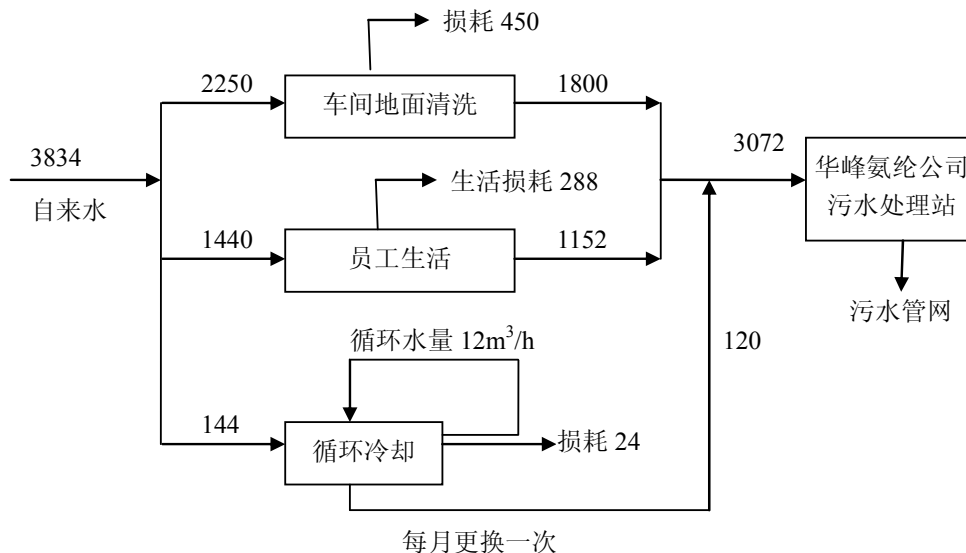 损耗 450
2250
车间地面清洗
1800
3834
自来水
3072
华峰氨纶公司
污水处理站
生活损耗 288
1440
员工生活
1152
污水管网
循环水量 12m³/h
120
144
循环冷却
损耗 24
每月更换一次